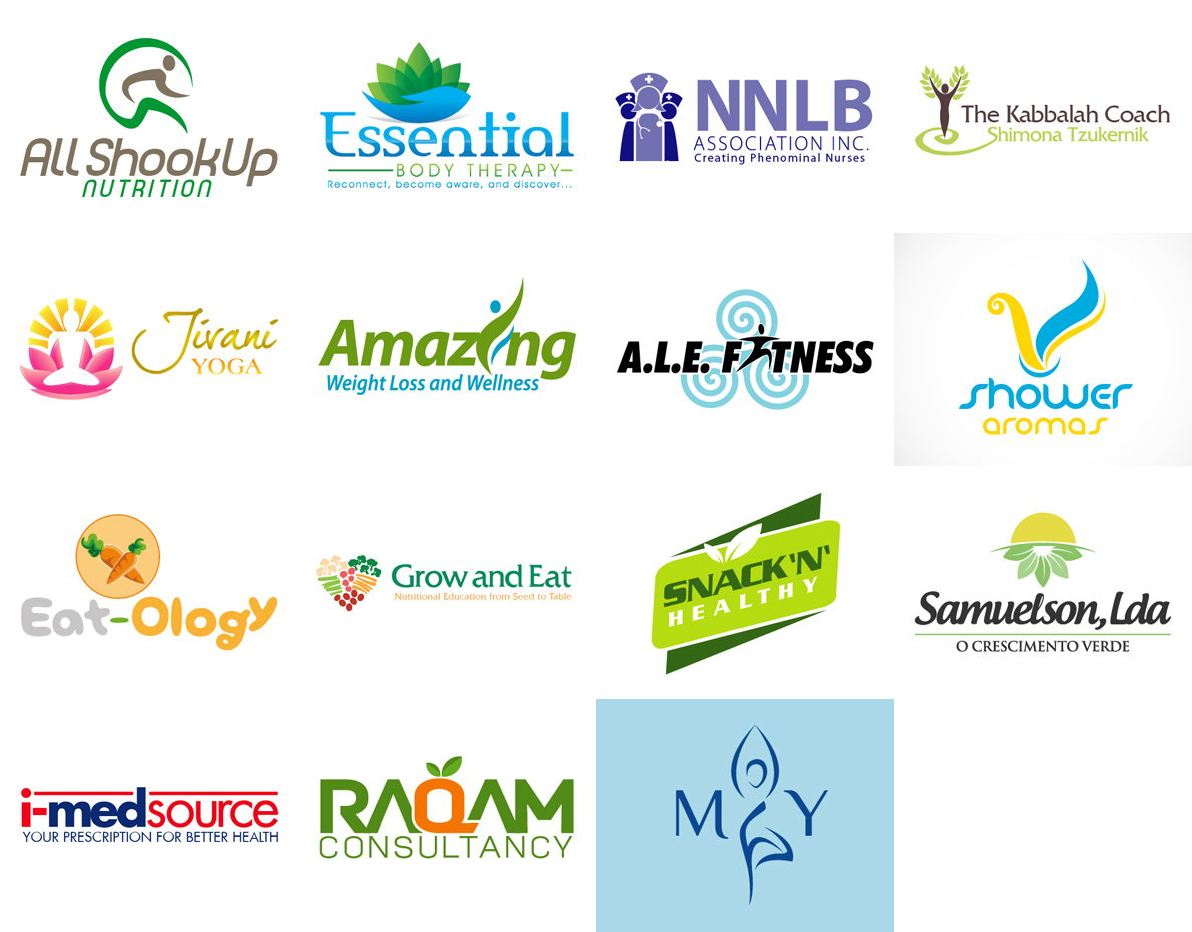 All ShookUp
NUTRITION
Essential
BODY THERAPY
Reconnect, become aware, and discover...
NNLB
ASSOCIATION INC.
Creating Phenominal Nurses
The Kabbalah Coach
Shimona Tzukernik
Jivani
YOGA
Amazing
Weight Loss and Wellness
A.L.E. FITNESS
shower
aromas
Eat-Ology
Grow and Eat
Nutritional Education from Seed to Table
SNACK'N'
HEALTHY
Samuelson, Lda
O CRESCIMENTO VERDE
i-medsource
YOUR PRESCRIPTION FOR BETTER HEALTH
RAQAM
CONSULTANCY
M Y